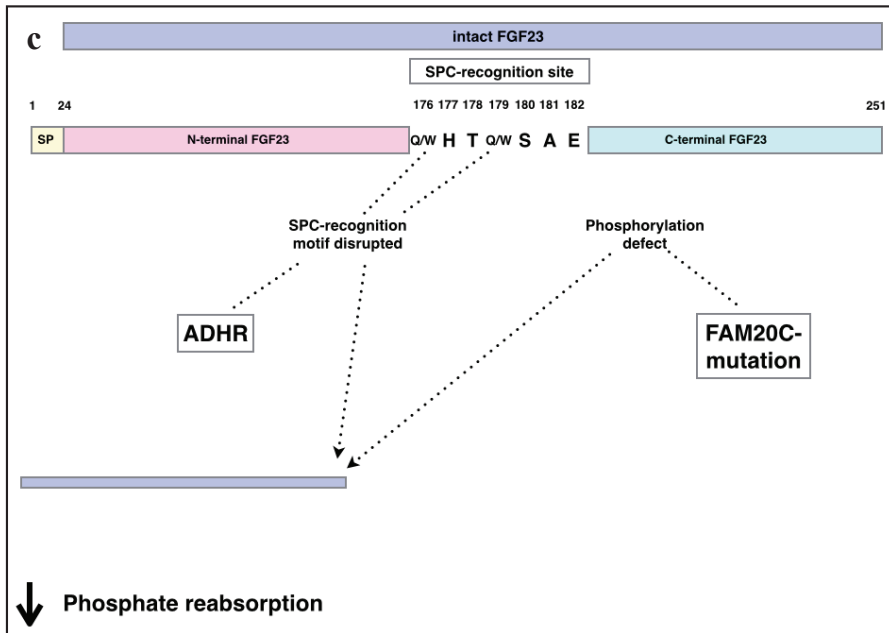 c
intact FGF23
SPC-recognition site
1 24 176 177 178 179 180 181 182 251
SP N-terminal FGF23 Q/W H T Q/W S A E C-terminal FGF23
SPC-recognition
motif disrupted
Phosphorylation
defect
ADHR
FAM20C-
mutation
Phosphate reabsorption